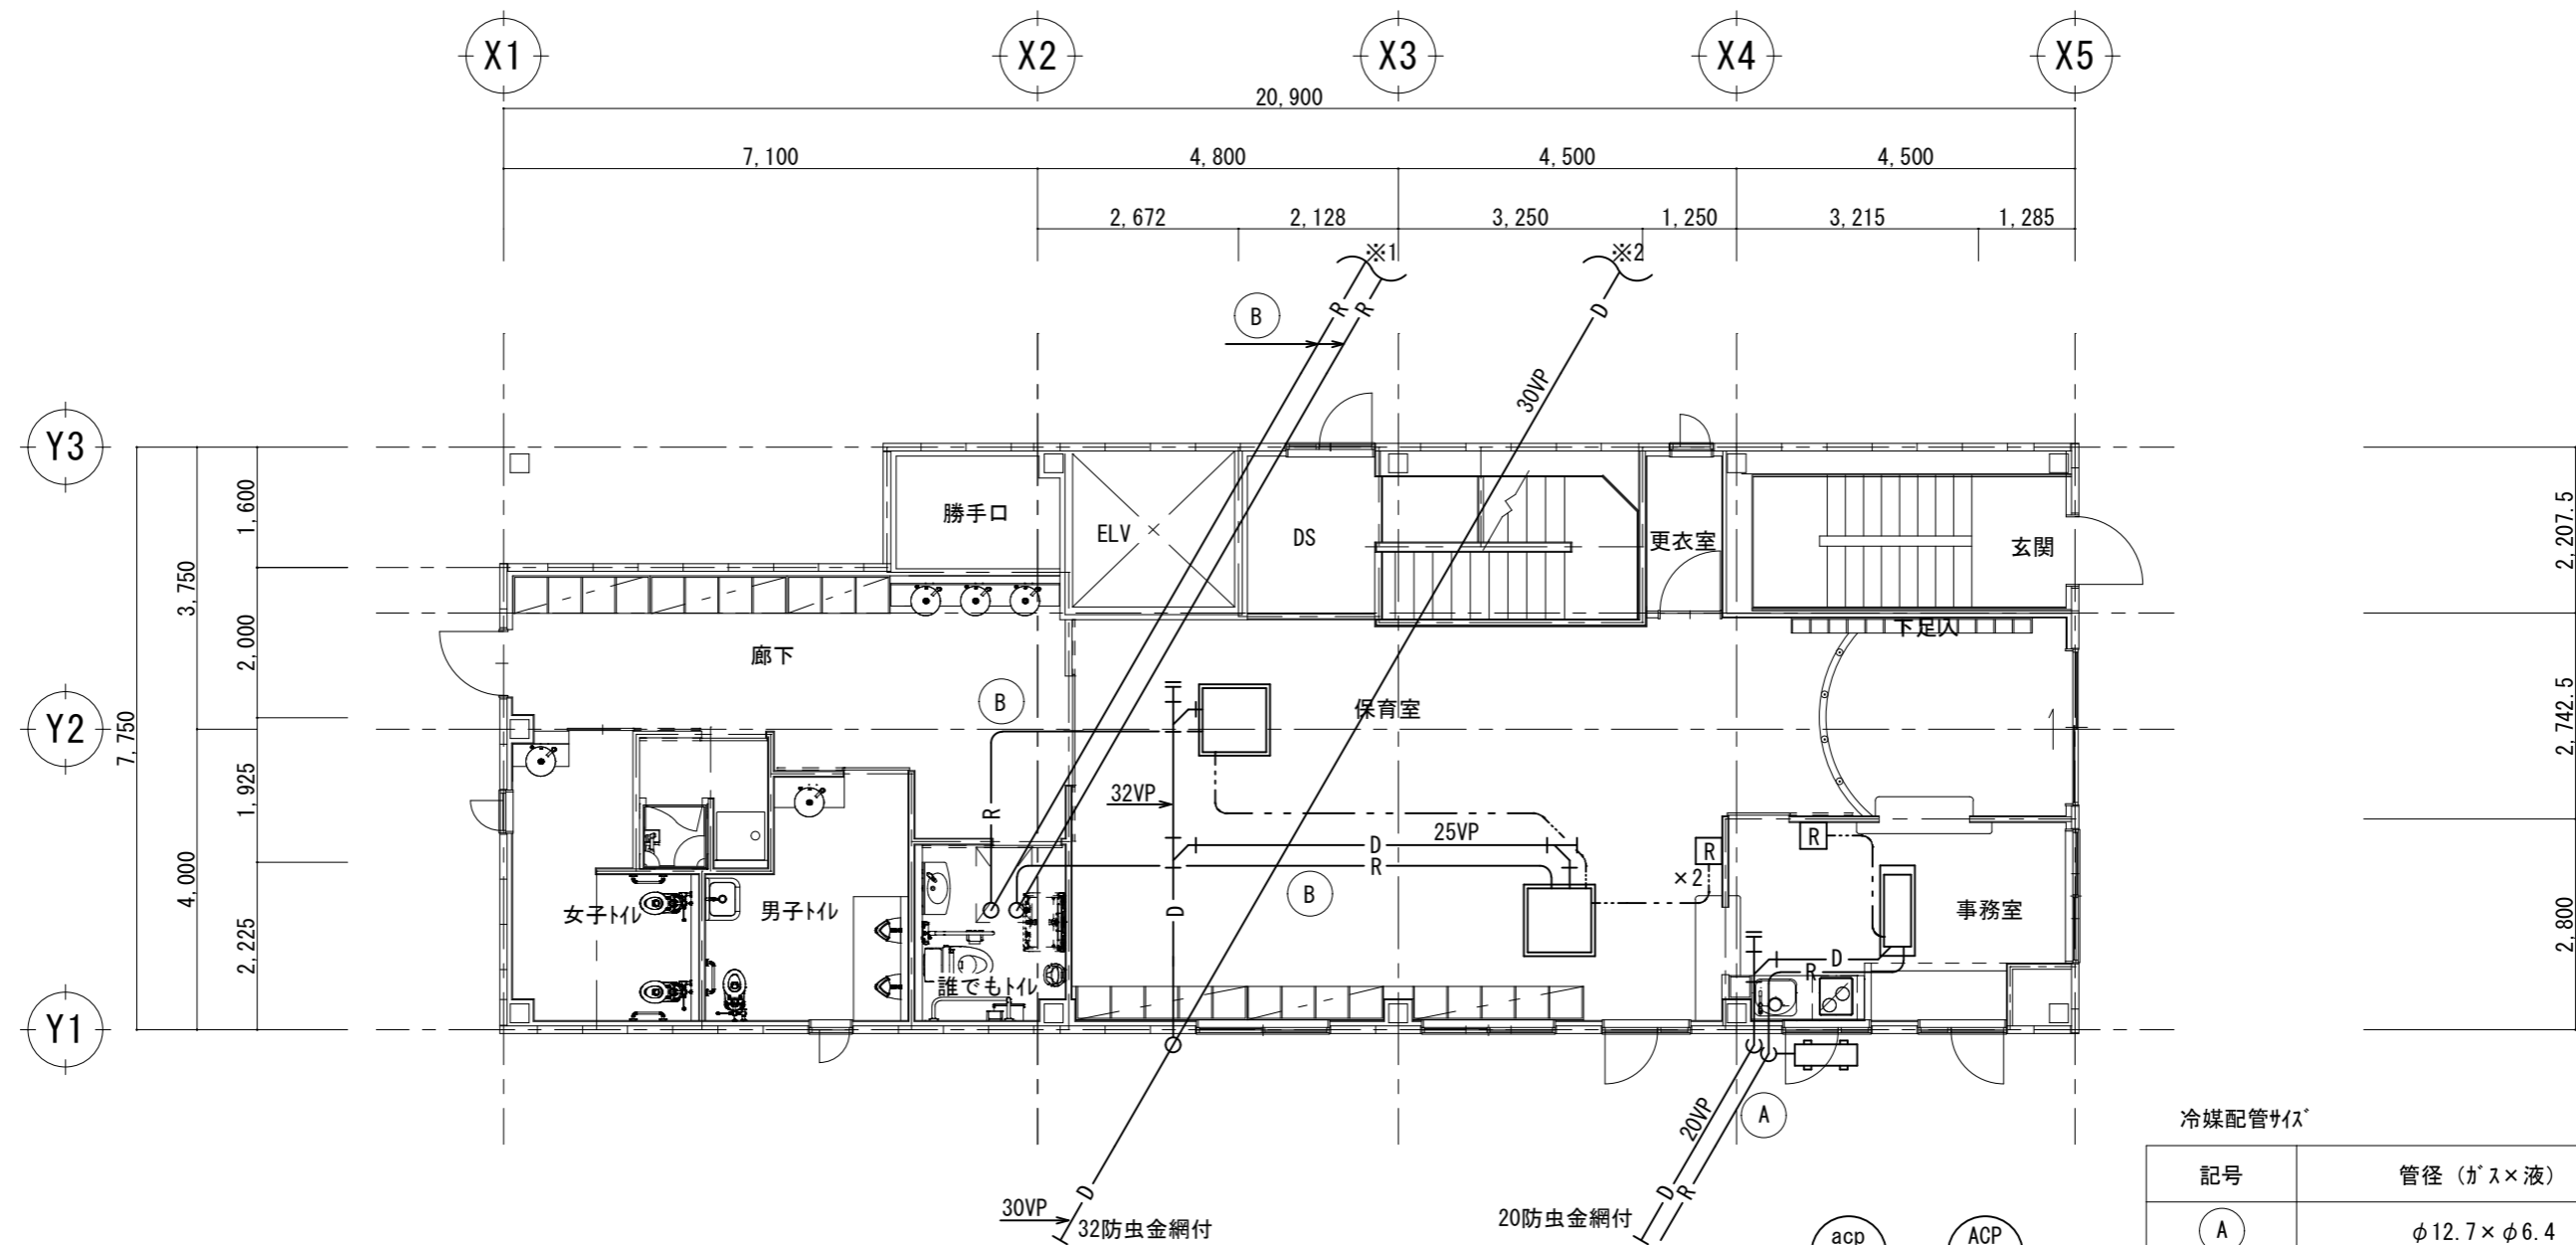 X1 X2 X3 X4 X5
20,900
7,100 4,800 4,500 4,500
2,672 2,128 3,250 1,250 3,215 1,285
※1 ※2
R R D
B
30VP
Y3
1,600
3,750
2,207.5
勝手口
ELV
DS
更衣室
玄関
下足入
2,000
廊下
B
保育室
2,742.5
Y2
7,750
1,925
32VP
R
25VP
D
R
R
R
×2
4,000
2,225
女子トイレ
男子トイレ
誰でもトイレ
D
B
事務室
D
R
2,800
Y1
20VP
A
D
R
D
30VP
32防虫金網付
20防虫金網付
acp
ACP
冷媒配管サイズ
記号 管径（ガス×液）
A φ12.7×φ6.4